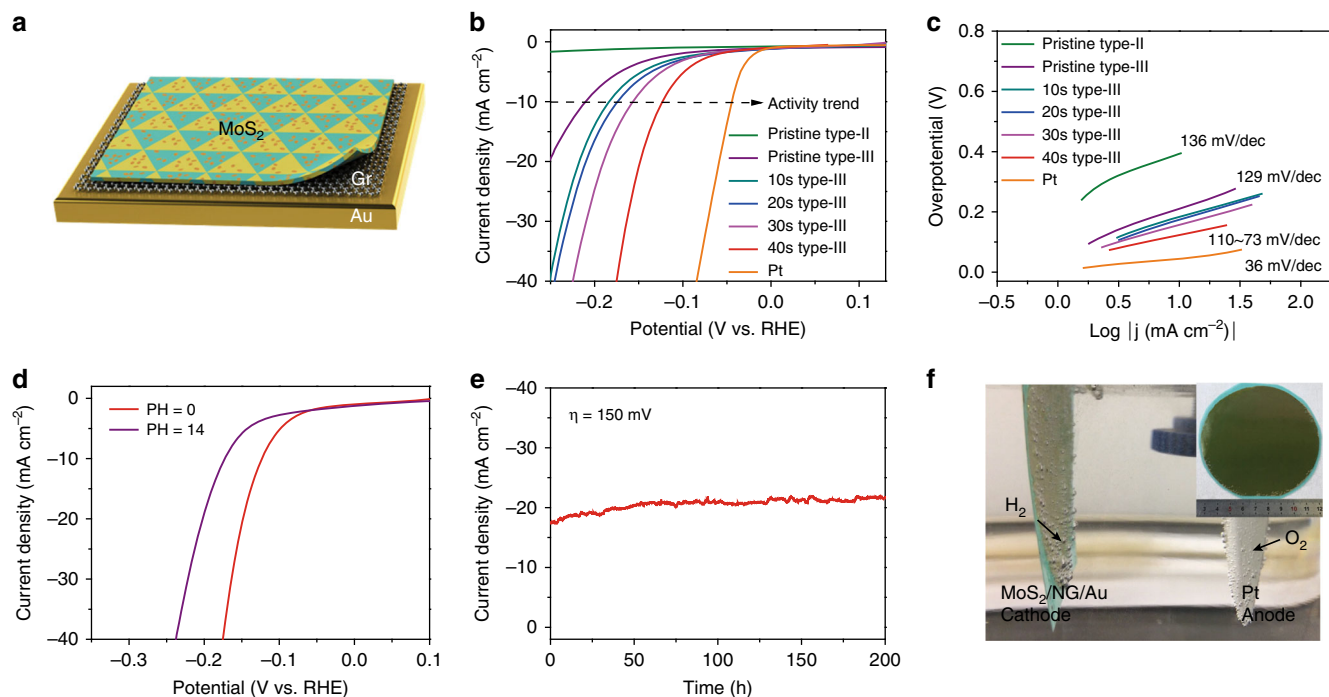 a
MoS₂
Gr
Au
b
Current density (mA cm⁻²)
0
−10
−20
−30
−40
Activity trend
Pristine type-II
Pristine type-III
10s type-III
20s type-III
30s type-III
40s type-III
Pt
−0.2
−0.1
0.0
0.1
Potential (V vs. RHE)
c
Overpotential (V)
0.8
0.6
0.4
0.2
0.0
Pristine type-II
Pristine type-III
10s type-III
20s type-III
30s type-III
40s type-III
Pt
136 mV/dec
129 mV/dec
110~73 mV/dec
36 mV/dec
−0.5
0.0
0.5
1.0
1.5
2.0
Log |j (mA cm⁻²)|
d
Current density (mA cm⁻²)
0
−10
−20
−30
−40
PH = 0
PH = 14
−0.3
−0.2
−0.1
0.0
0.1
Potential (V vs. RHE)
e
Current density (mA cm⁻²)
-40
-30
-20
-10
0
η = 150 mV
0
50
100
150
200
Time (h)
f
H₂
O₂
MoS₂/NG/Au
Cathode
Pt
Anode